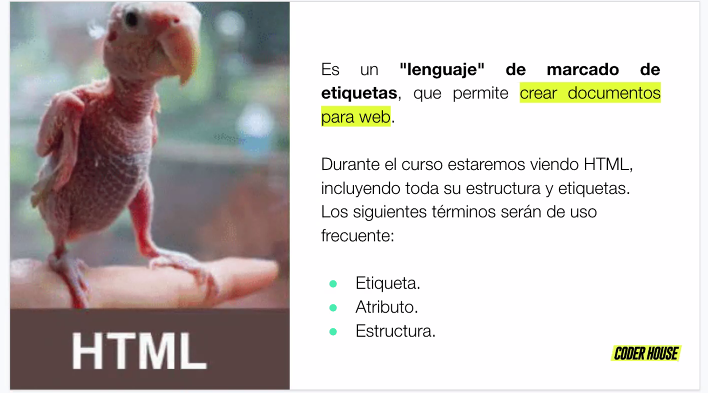 Es un "lenguaje" de marcado de
etiquetas, que permite crear documentos
para web.
Durante el curso estaremos viendo HTML,
incluyendo toda su estructura y etiquetas.
Los siguientes términos serán de uso
frecuente:
● Etiqueta.
● Atributo.
● Estructura.
HTML
CODER HOUSE